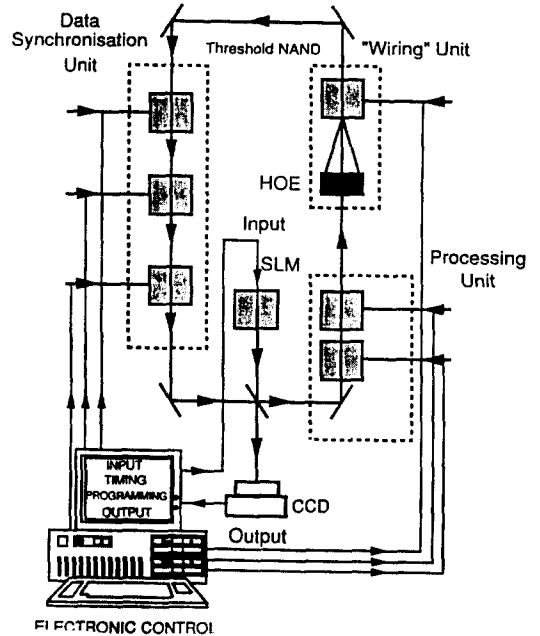 Data
Synchronisation
Unit
Threshold NAND
"Wiring" Unit
HOE
Input
SLM
Processing
Unit
INPUT
TIMING
PROGRAMMING
OUTPUT
CCD
Output
ELECTRONIC CONTROL